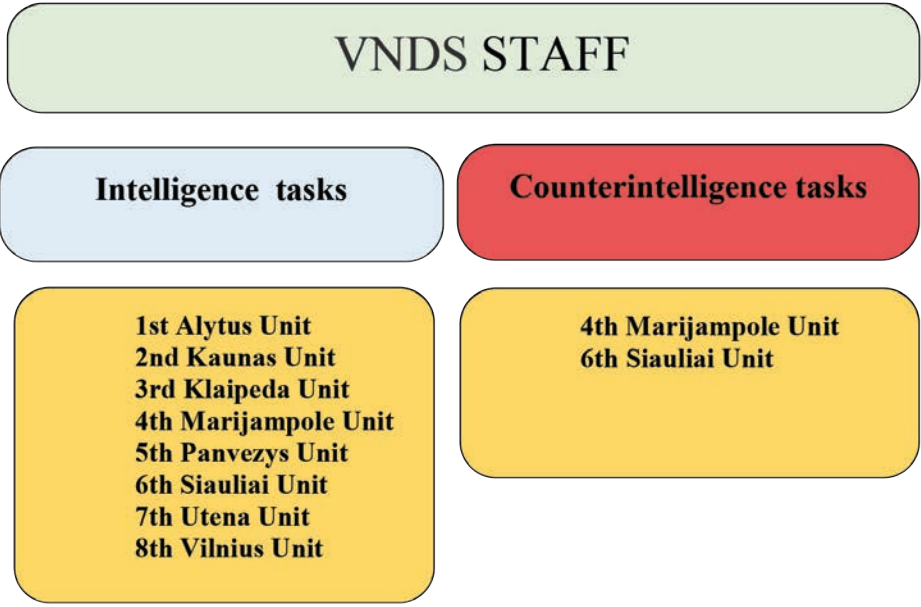 VNDS STAFF
Intelligence tasks
Counterintelligence tasks
1st Alytus Unit
2nd Kaunas Unit
3rd Klaipeda Unit
4th Marijampole Unit
5th Panvezys Unit
6th Siauliai Unit
7th Utena Unit
8th Vilnius Unit
4th Marijampole Unit
6th Siauliai Unit